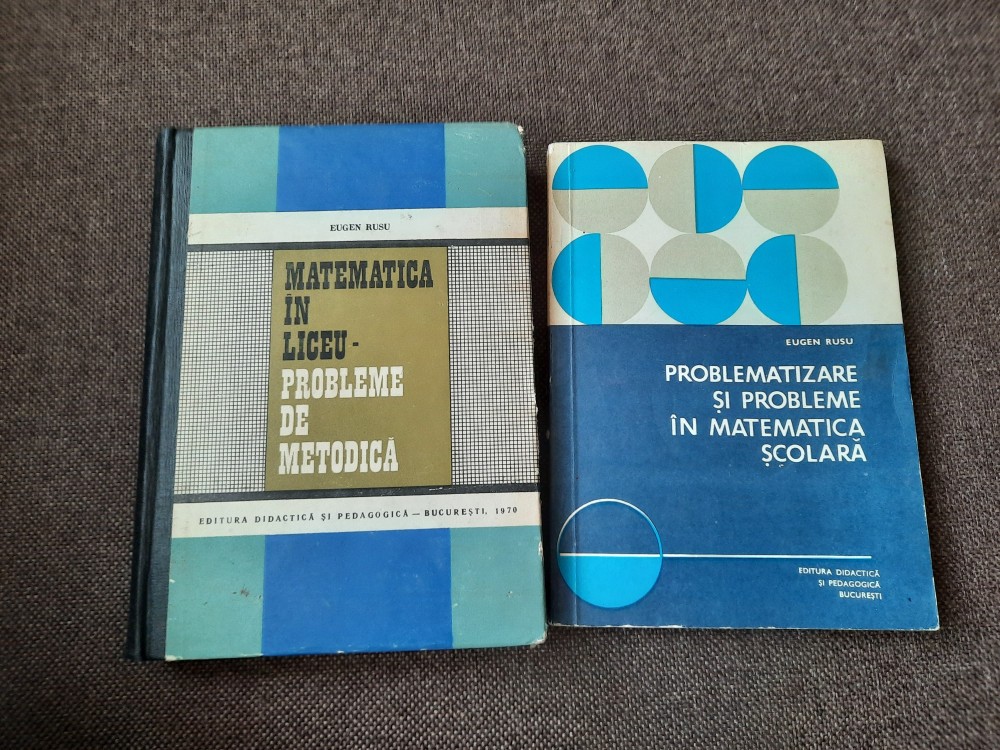 EUGEN RUSU
MATEMATICA
ÎN
LICEU -
PROBLEME
DE
METODICĂ
EDITURA DIDACTICĂ ȘI PEDAGOGICĂ — BUCUREȘTI, 1970
EUGEN RUSU
PROBLEMATIZARE
ȘI PROBLEME
ÎN MATEMATICA
ȘCOLARĂ
EDITURA DIDACTICĂ
ȘI PEDAGOGICĂ
BUCUREȘTI